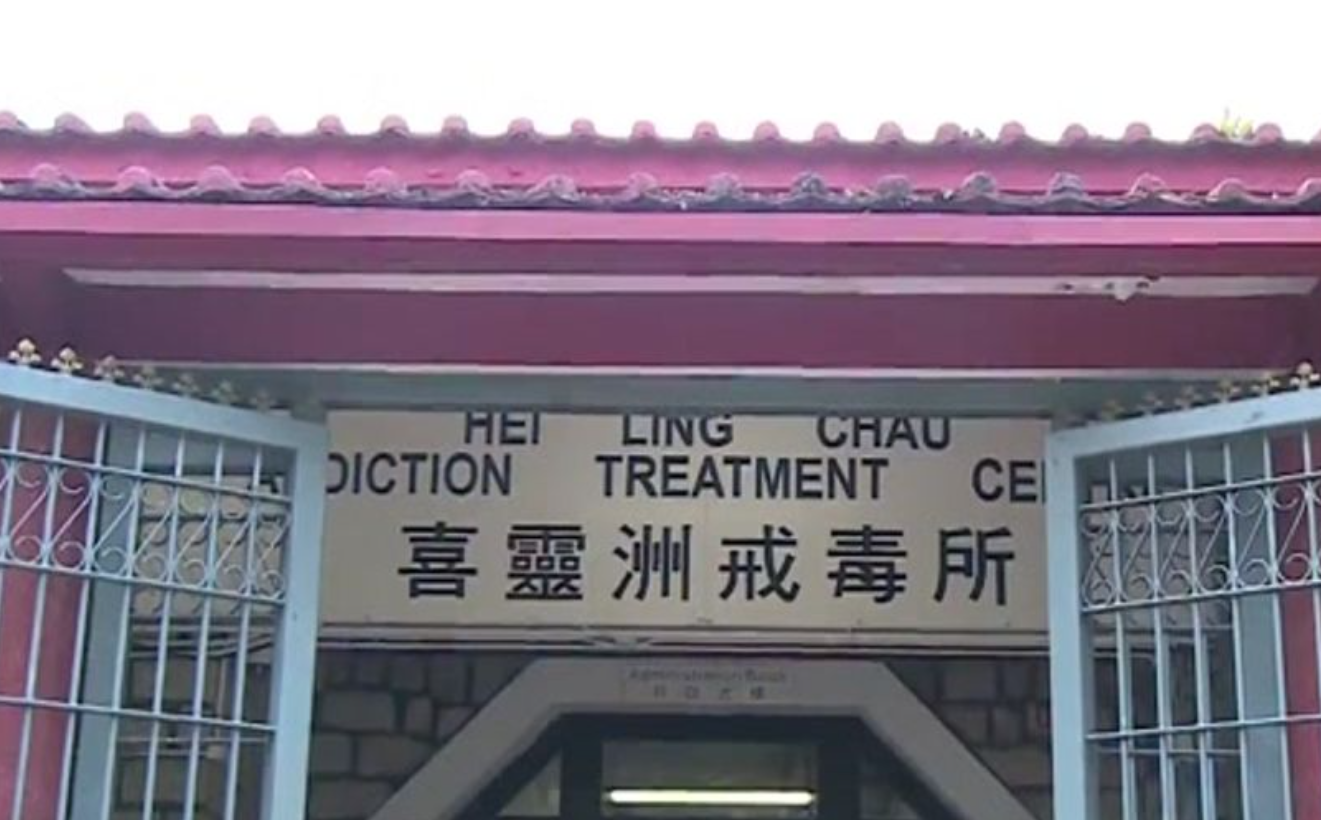 HEI LING CHAU
DICTION TREATMENT CE
喜靈洲戒毒所